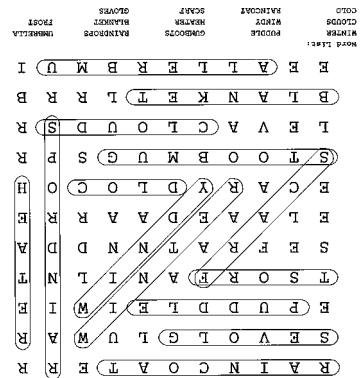 Word List:
WINTER PUDDLE GUMBOOTS RAINDROPS UMBRELLA
CLOUDS WINDY HEATER BLANKET FROST
COLD RAINCOAT SCARF GLOVES
I U M B R E L L A E E
B R R L T E K N A L B
R S D U O L C A V E L
R P S G U M B O O T S
H O C O L D Y R A C E
E R R A A D E A A L E
A D D N N T A R F E S
T N L I N A F R O S T
E I W I E L D D U P E
R A W U L G L O V E S
R R E T A O C N I A R